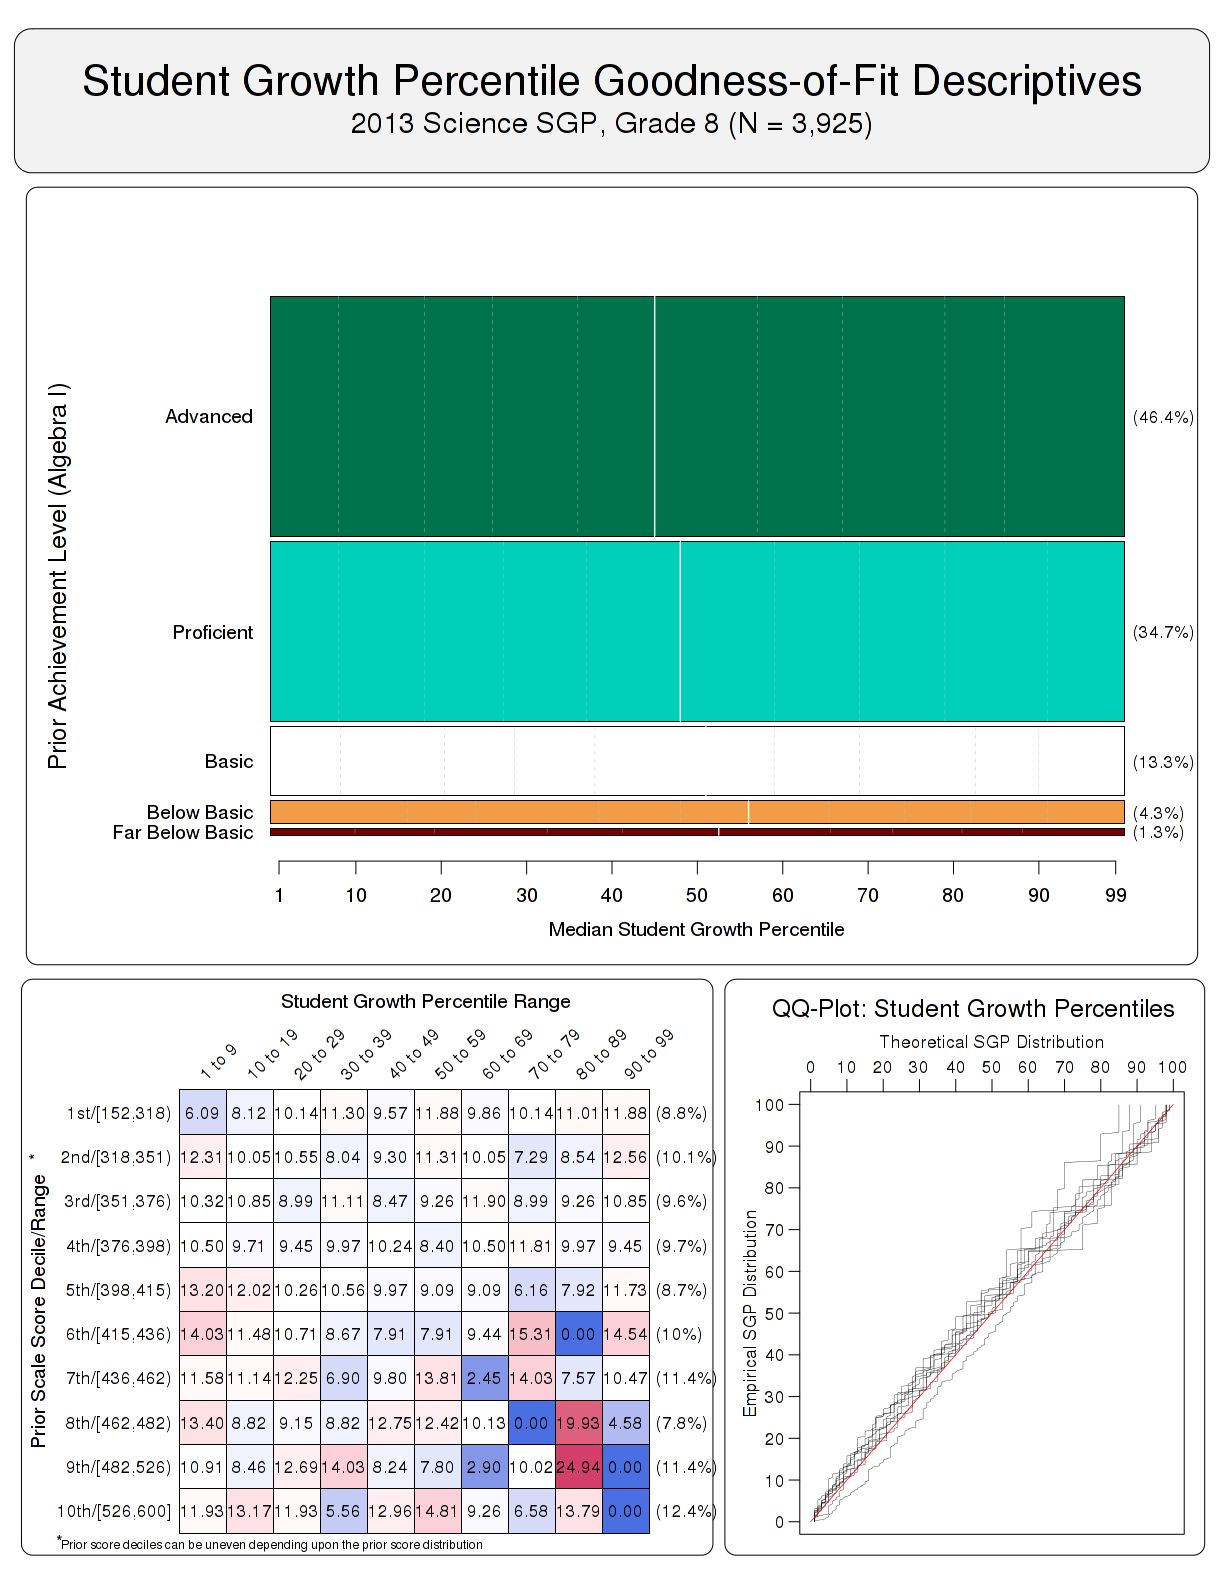 Student Growth Percentile Goodness-of-Fit Descriptives
2013 Science SGP, Grade 8 (N = 3,925)
Prior Achievement Level (Algebra I)
Advanced (46.4%)
Proficient (34.7%)
Basic (13.3%)
Below Basic (4.3%)
Far Below Basic (1.3%)
1 10 20 30 40 50 60 70 80 90 99
Median Student Growth Percentile
Student Growth Percentile Range
1 to 9 10 to 19 20 to 29 30 to 39 40 to 49 50 to 59 60 to 69 70 to 79 80 to 89 90 to 99
Prior Scale Score Decile/Range *
1st/[152,318) 6.09 8.12 10.14 11.30 9.57 11.88 9.86 10.14 11.01 11.88 (8.8%)
2nd/[318,351) 12.31 10.05 10.55 8.04 9.30 11.31 10.05 7.29 8.54 12.56 (10.1%)
3rd/[351,376) 10.32 10.85 8.99 11.11 8.47 9.26 11.90 8.99 9.26 10.85 (9.6%)
4th/[376,398) 10.50 9.71 9.45 9.97 10.24 8.40 10.50 11.81 9.97 9.45 (9.7%)
5th/[398,415) 13.20 12.02 10.26 10.56 9.97 9.09 9.09 6.16 7.92 11.73 (8.7%)
6th/[415,436) 14.03 11.48 10.71 8.67 7.91 7.91 9.44 15.31 0.00 14.54 (10%)
7th/[436,462) 11.58 11.14 12.25 6.90 9.80 13.81 2.45 14.03 7.57 10.47 (11.4%)
8th/[462,482) 13.40 8.82 9.15 8.82 12.75 12.42 10.13 0.00 19.93 4.58 (7.8%)
9th/[482,526) 10.91 8.46 12.69 14.03 8.24 7.80 2.90 10.02 24.94 0.00 (11.4%)
10th/[526,600] 11.93 13.17 11.93 5.56 12.96 14.81 9.26 6.58 13.79 0.00 (12.4%)
*Prior score deciles can be uneven depending upon the prior score distribution
QQ-Plot: Student Growth Percentiles
Theoretical SGP Distribution
0 10 20 30 40 50 60 70 80 90 100
Empirical SGP Distribution
100
90
80
70
60
50
40
30
20
10
0